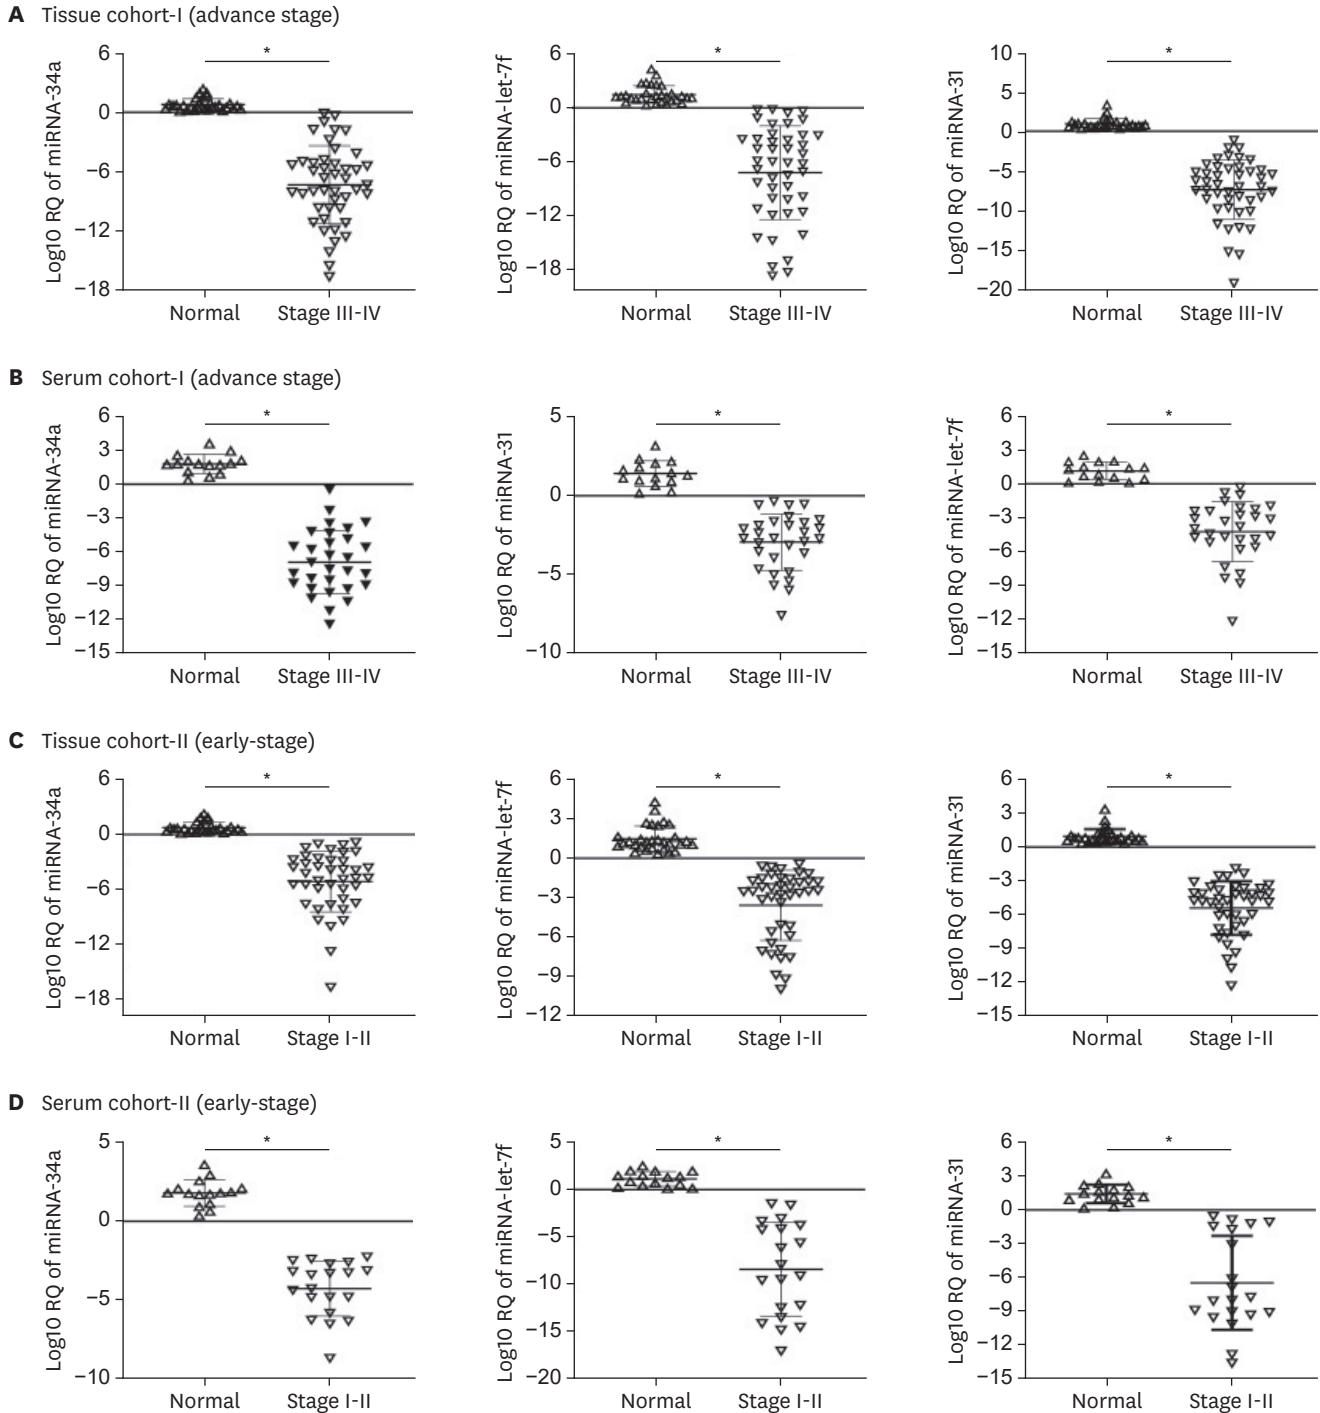 A Tissue cohort-I (advance stage)
Log10 RQ of miRNA-34a
6
0
−6
−12
−18
*
Normal
Stage III-IV
Log10 RQ of miRNA-let-7f
6
0
−6
−12
−18
*
Normal
Stage III-IV
Log10 RQ of miRNA-31
10
5
0
−5
−10
−15
−20
*
Normal
Stage III-IV
B Serum cohort-I (advance stage)
Log10 RQ of miRNA-34a
6
3
0
−3
−6
−9
−12
−15
*
Normal
Stage III-IV
Log10 RQ of miRNA-31
5
0
−5
−10
*
Normal
Stage III-IV
Log10 RQ of miRNA-let-7f
6
3
0
−3
−6
−9
−12
−15
*
Normal
Stage III-IV
C Tissue cohort-II (early-stage)
Log10 RQ of miRNA-34a
6
0
−6
−12
−18
*
Normal
Stage I-II
Log10 RQ of miRNA-let-7f
6
3
0
−3
−6
−9
−12
*
Normal
Stage I-II
Log10 RQ of miRNA-31
6
3
0
−3
−6
−9
−12
−15
*
Normal
Stage I-II
D Serum cohort-II (early-stage)
Log10 RQ of miRNA-34a
5
0
−5
−10
*
Normal
Stage I-II
Log10 RQ of miRNA-let-7f
5
0
−5
−10
−15
−20
*
Normal
Stage I-II
Log10 RQ of miRNA-31
6
3
0
−3
−6
−9
−12
−15
*
Normal
Stage I-II